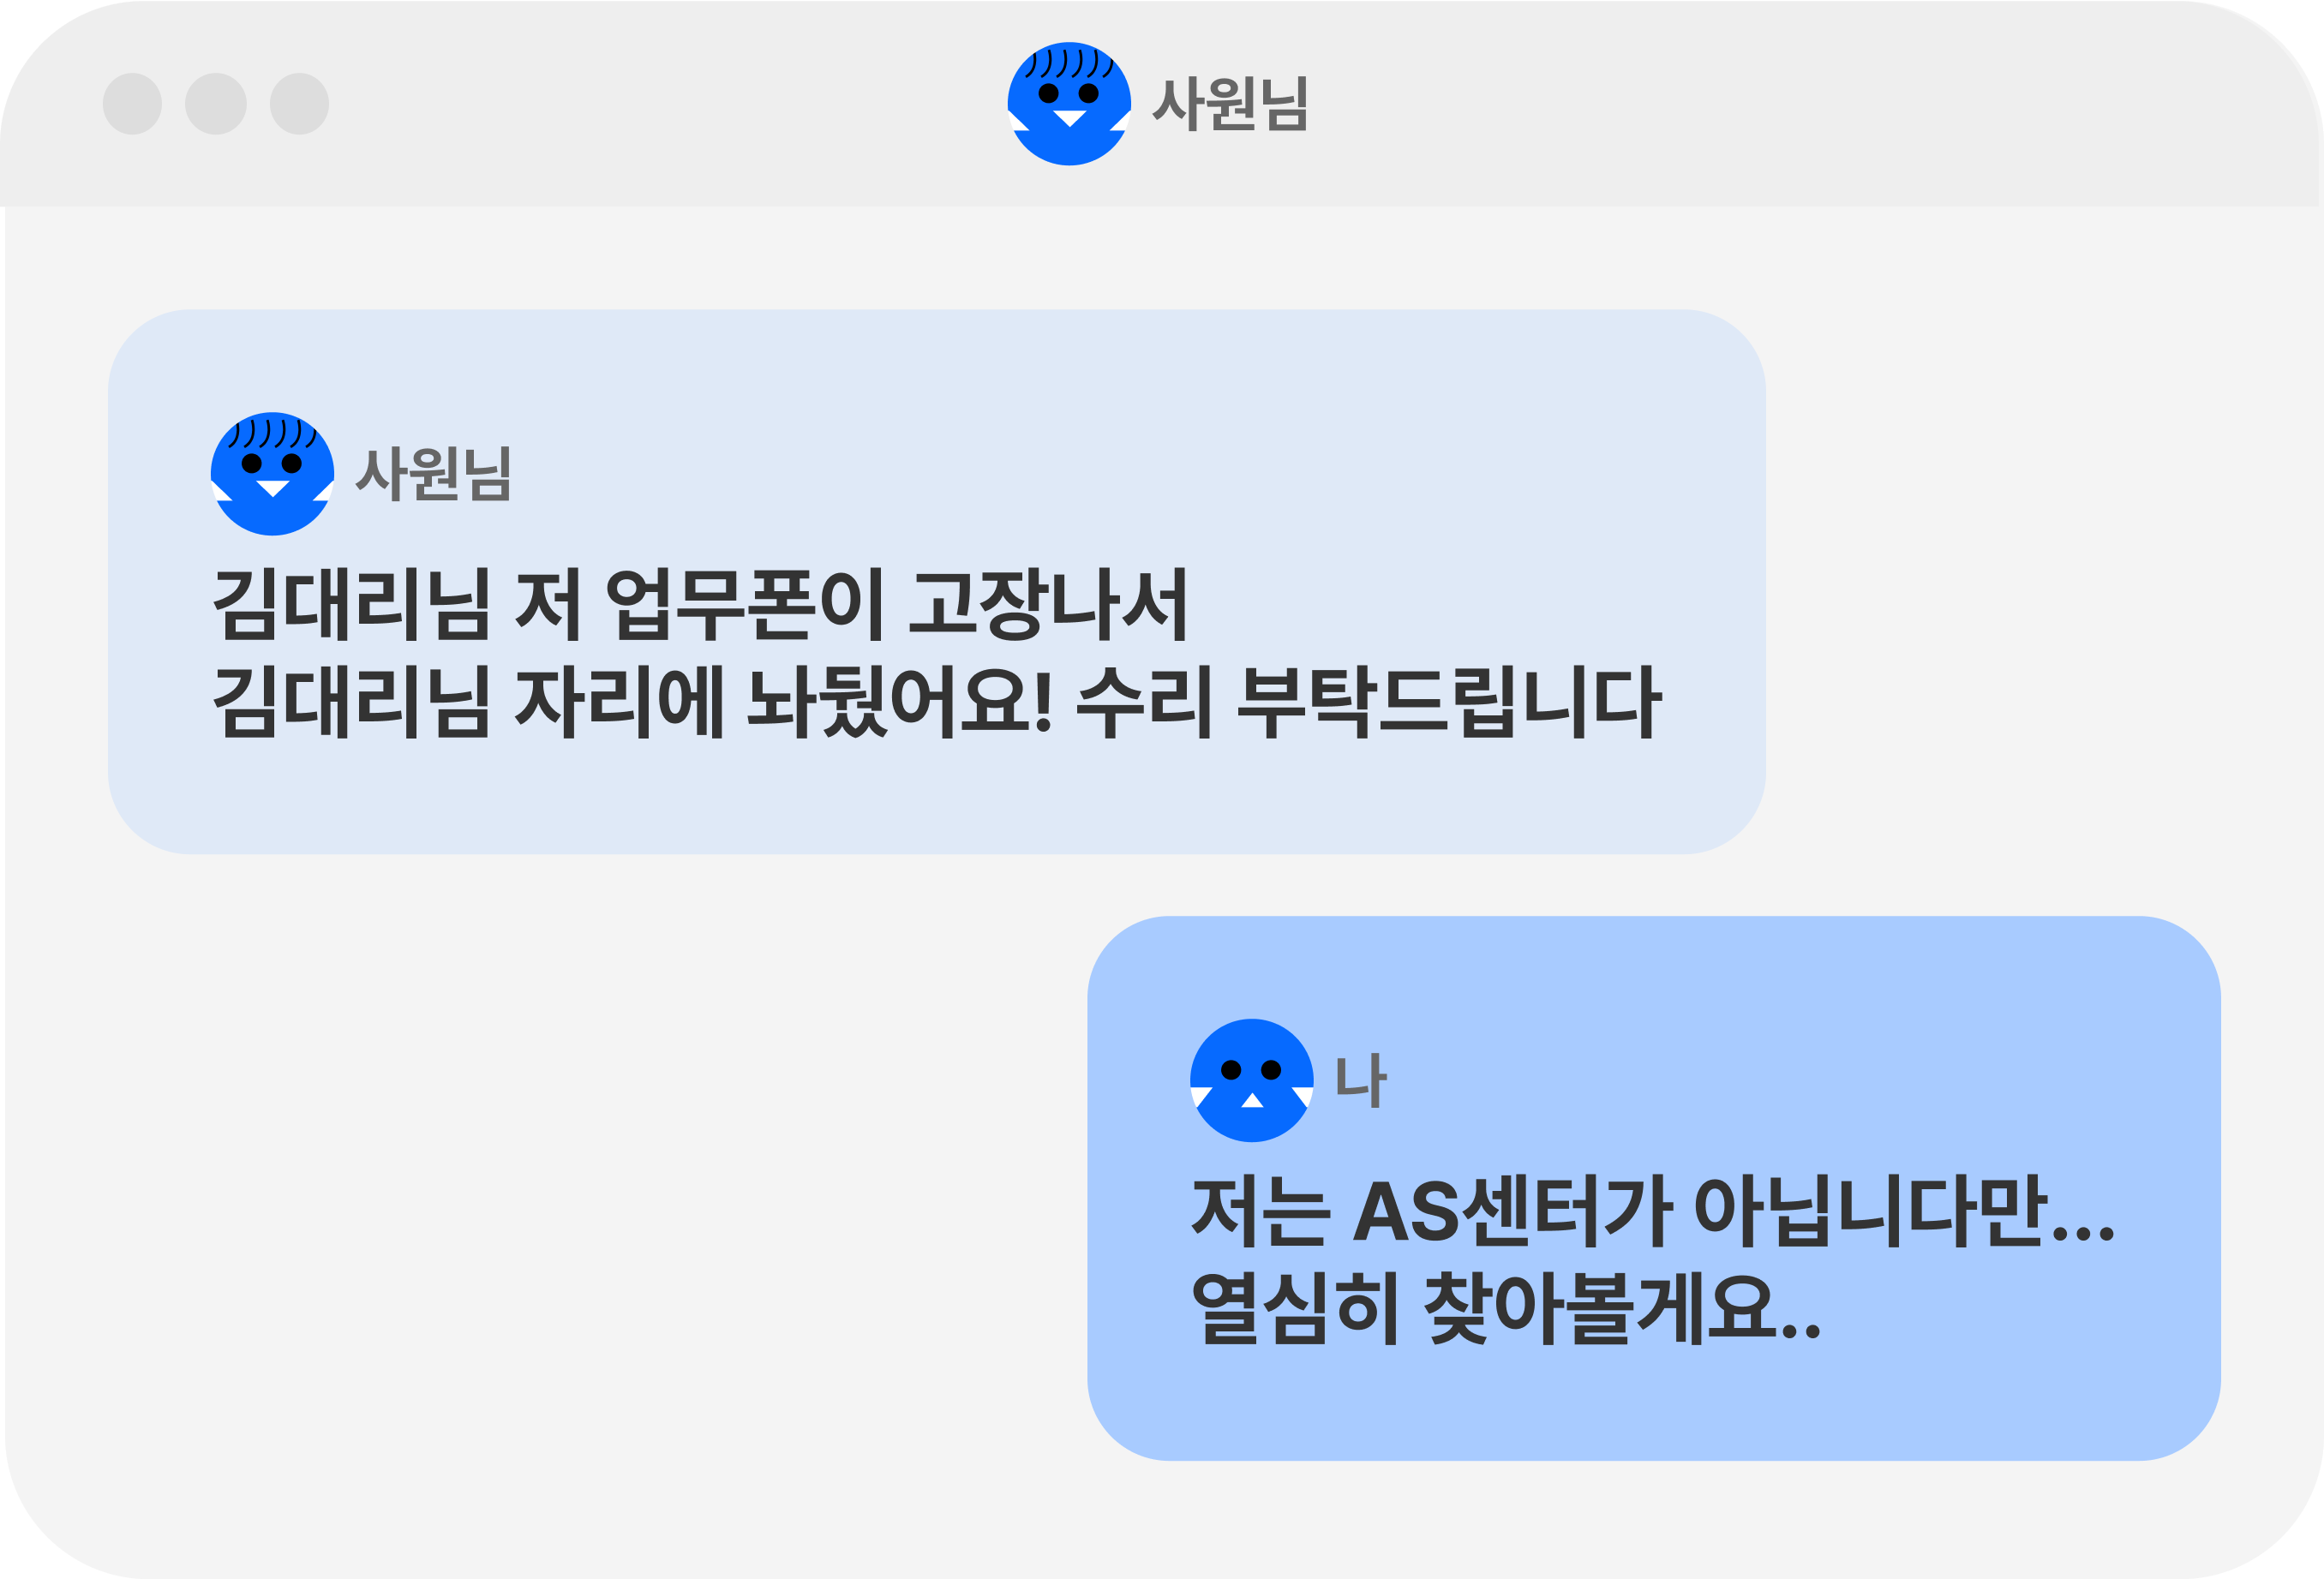 사원님
사원님
김대리님 제 업무폰이 고장나서
김대리님 자리에 놔뒀어요. 수리 부탁드립니다
나
저는 AS센터가 아닙니다만...
열심히 찾아볼게요..